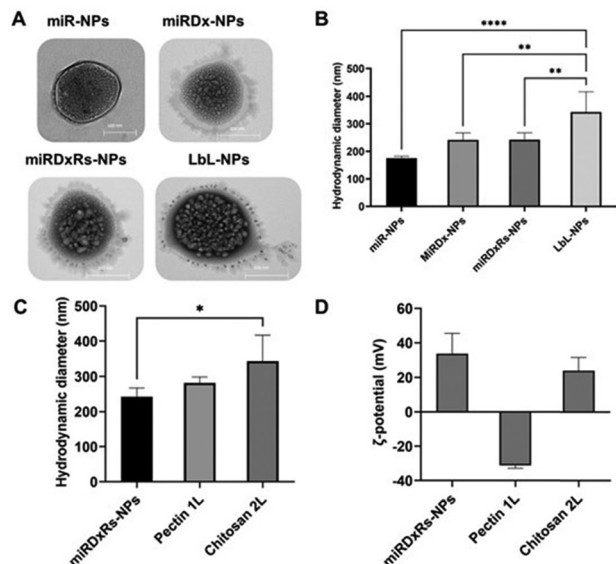 A
miR-NPs
miRDx-NPs
miRDxRs-NPs
LbL-NPs
B
Hydrodynamic diameter (nm)
500
400
300
200
100
0
****
**
**
miR-NPs
MiRDx-NPs
miRDxRs-NPs
LbL-NPs
C
Hydrodynamic diameter (nm)
500
400
300
200
100
0
*
miRDxRs-NPs
Pectin 1L
Chitosan 2L
D
ζ-potential (mV)
60
40
20
0
-20
-40
miRDxRs-NPs
Pectin 1L
Chitosan 2L